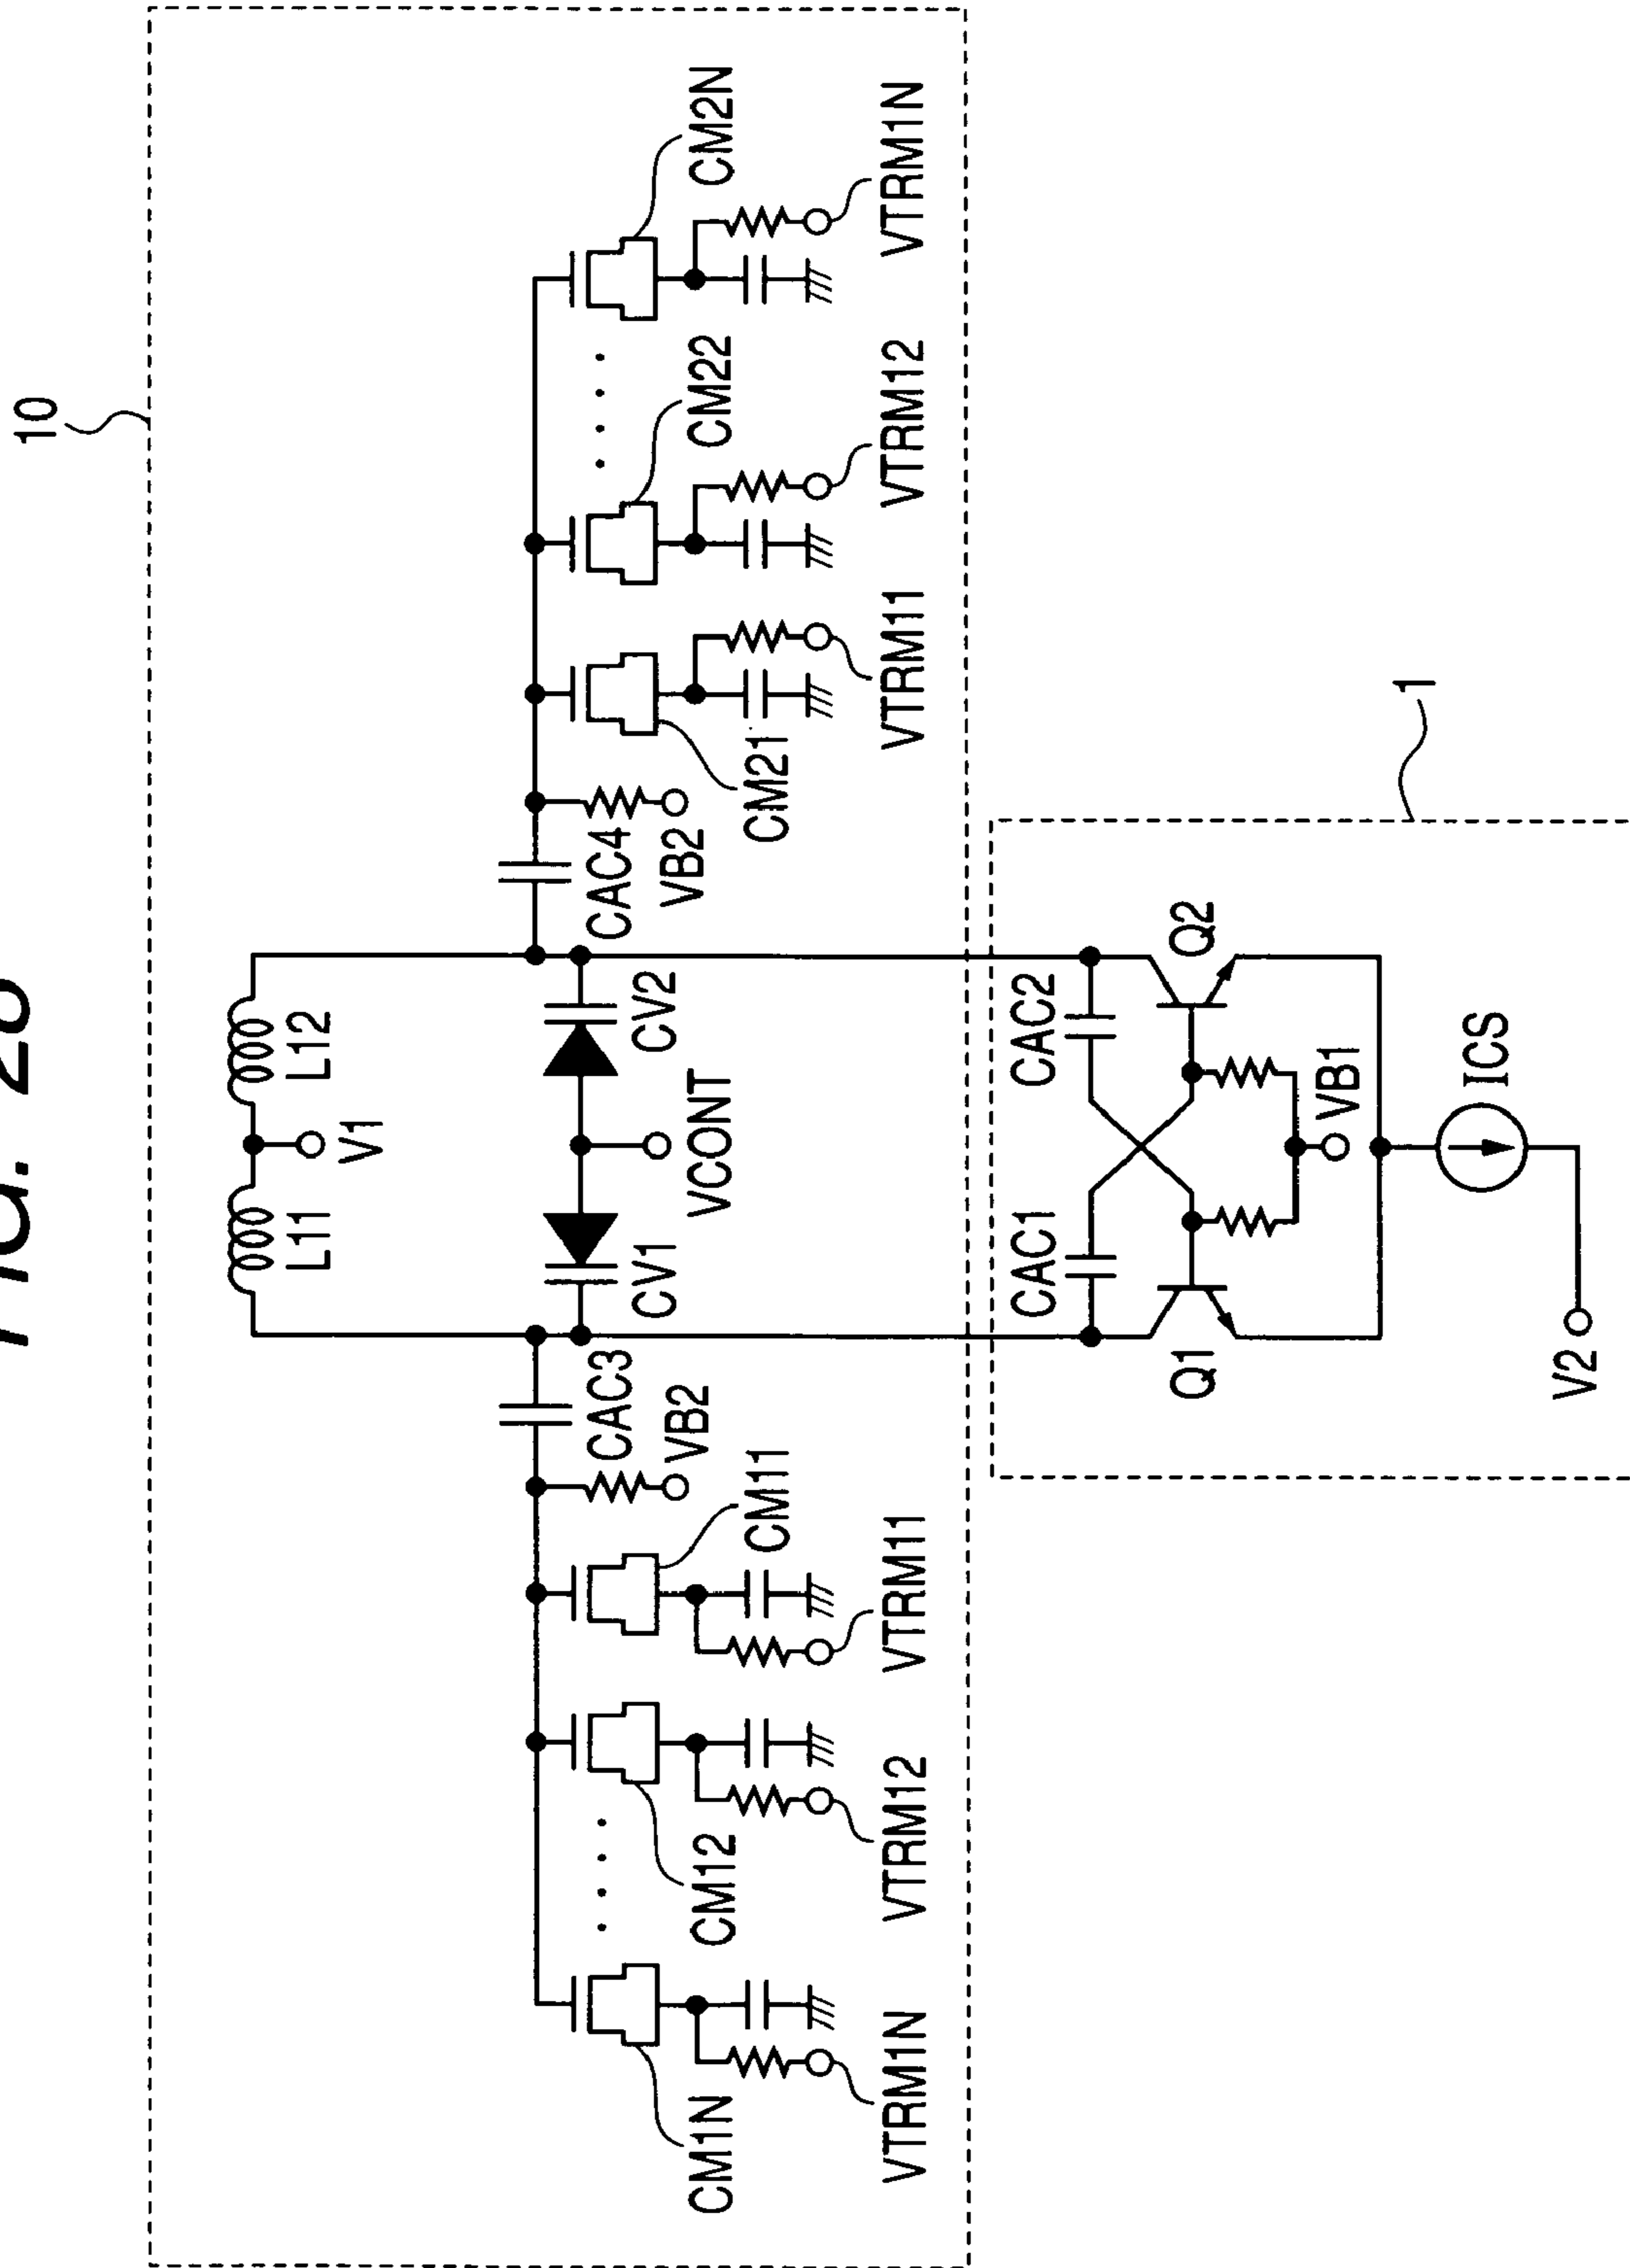 10
L11
L12
V1
CV1
CV2
VCONT
CAC3
CAC4
VB2
VB2
CM1N
CM12
CM11
CM21
CM22
CM2N
VTRM1N
VTRM12
VTRM11
VTRM11
VTRM12
VTRM1N
1
CAC1
CAC2
Q1
Q2
VB1
ICS
V2